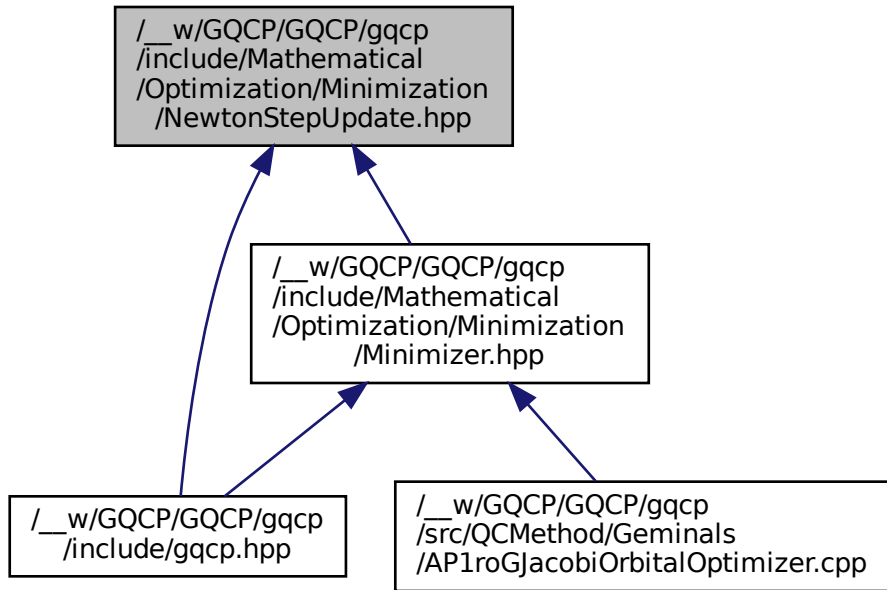 /__w/GQCP/GQCP/gqcp
/include/Mathematical
/Optimization/Minimization
/NewtonStepUpdate.hpp
/__w/GQCP/GQCP/gqcp
/include/Mathematical
/Optimization/Minimization
/Minimizer.hpp
/__w/GQCP/GQCP/gqcp
/include/gqcp.hpp
/__w/GQCP/GQCP/gqcp
/src/QCMethod/Geminals
/AP1roGJacobiOrbitalOptimizer.cpp